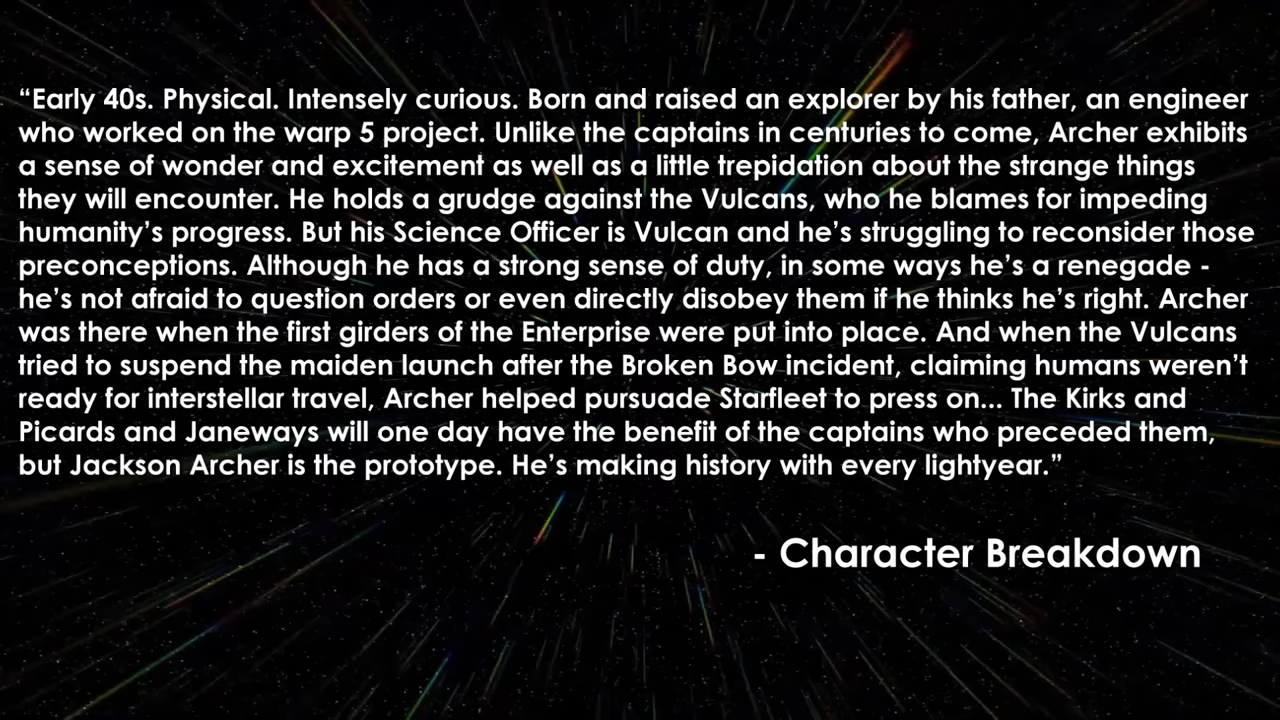 “Early 40s. Physical. Intensely curious. Born and raised an explorer by his father, an engineer
who worked on the warp 5 project. Unlike the captains in centuries to come, Archer exhibits
a sense of wonder and excitement as well as a little trepidation about the strange things
they will encounter. He holds a grudge against the Vulcans, who he blames for impeding
humanity’s progress. But his Science Officer is Vulcan and he’s struggling to reconsider those
preconceptions. Although he has a strong sense of duty, in some ways he’s a renegade -
he’s not afraid to question orders or even directly disobey them if he thinks he’s right. Archer
was there when the first girders of the Enterprise were put into place. And when the Vulcans
tried to suspend the maiden launch after the Broken Bow incident, claiming humans weren’t
ready for interstellar travel, Archer helped pursuade Starfleet to press on... The Kirks and
Picards and Janeways will one day have the benefit of the captains who preceded them,
but Jackson Archer is the prototype. He’s making history with every lightyear.”
- Character Breakdown